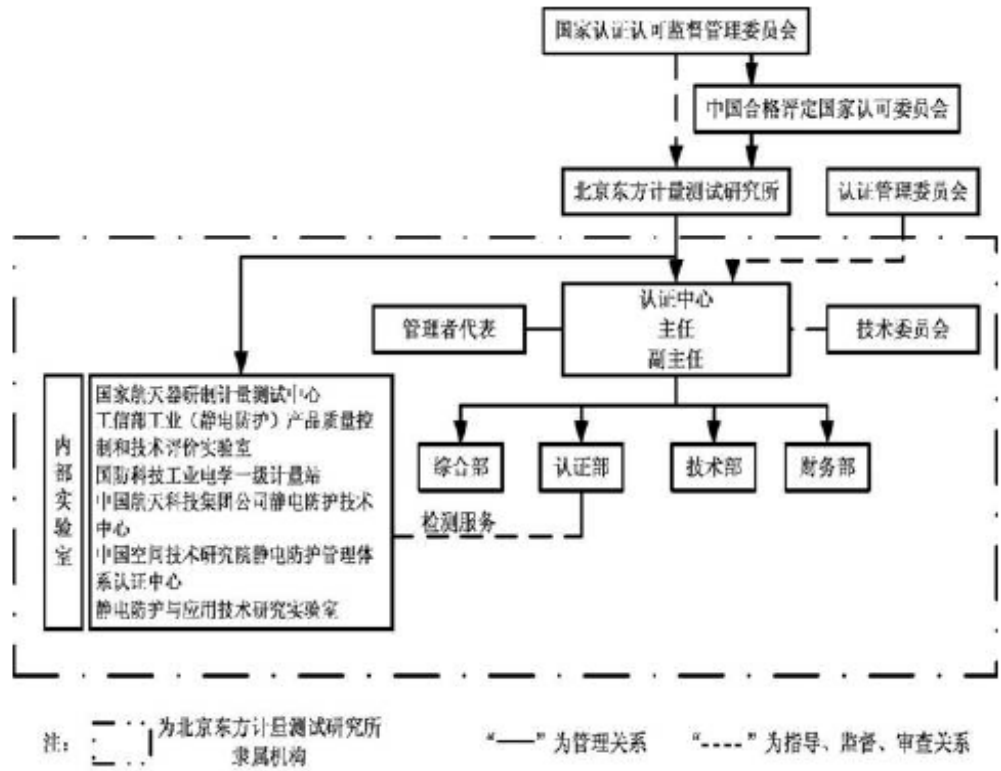 国家认证认可监督管理委员会
中国合格评定国家认可委员会
北京东方计量测试研究所
认证管理委员会
认证中心
主任
副主任
管理者代表
技术委员会
内部实验室
国家航天器研制计量测试中心
工信部工业（静电防护）产品质量控
制和技术评价实验室
国防科技工业电学一级计量站
中国航天科技集团公司静电防护技术
中心
中国空间技术研究院静电防护管理体
系认证中心
静电防护与应用技术研究实验室
综合部
认证部
技术部
财务部
检测服务
注：
为北京东方计量测试研究所
隶属机构
“——”为管理关系
“----”为指导、监督、审查关系